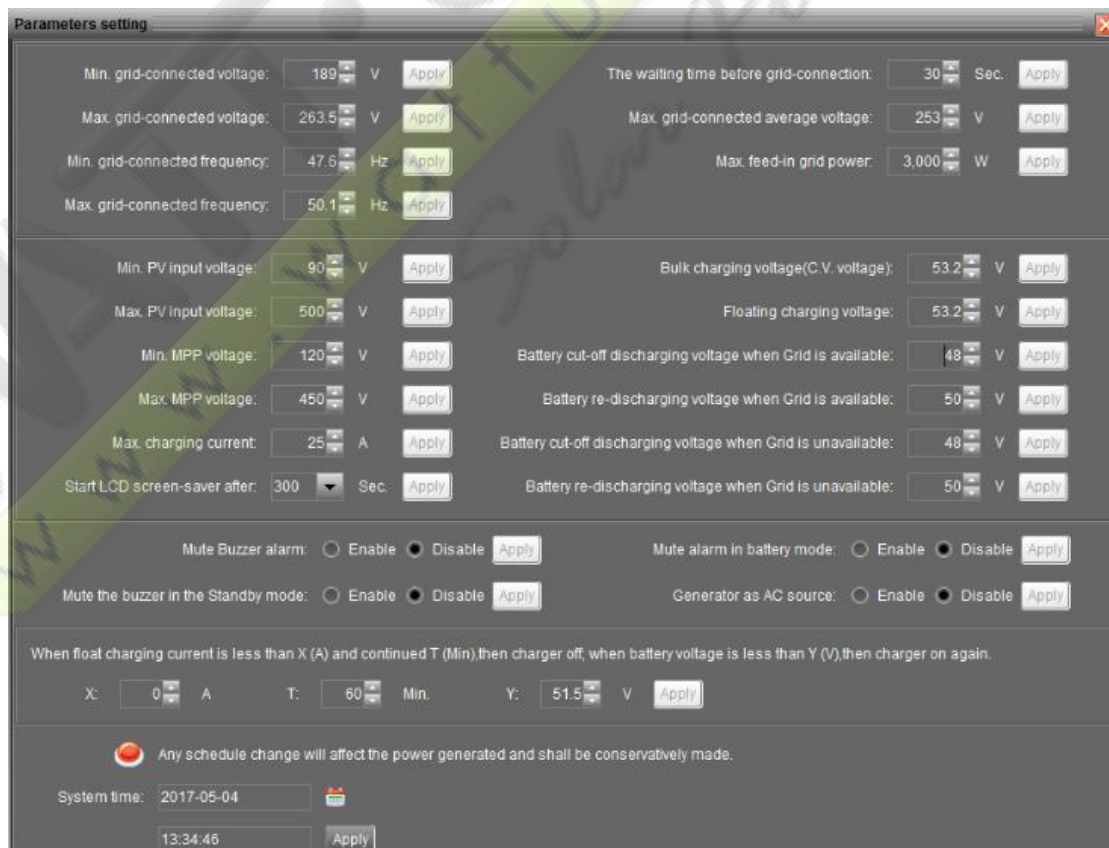 Parameters setting
Min. grid-connected voltage: 189 V Apply The waiting time before grid-connection: 30 Sec. Apply
Max. grid-connected voltage: 263.5 V Apply Max. grid-connected average voltage: 253 V Apply
Min. grid-connected frequency: 47.6 Hz Apply Max. feed-in grid power: 3,000 W Apply
Max. grid-connected frequency: 50.1 Hz Apply
Min. PV input voltage: 90 V Apply Bulk charging voltage(C.V. voltage): 53.2 V Apply
Max. PV input voltage: 500 V Apply Floating charging voltage: 53.2 V Apply
Min. MPP voltage: 120 V Apply Battery cut-off discharging voltage when Grid is available: 48 V Apply
Max. MPP voltage: 450 V Apply Battery re-discharging voltage when Grid is available: 50 V Apply
Max. charging current: 25 A Apply Battery cut-off discharging voltage when Grid is unavailable: 48 V Apply
Start LCD screen-saver after: 300 Sec. Apply Battery re-discharging voltage when Grid is unavailable: 50 V Apply
Mute Buzzer alarm: Enable Disable Apply Mute alarm in battery mode: Enable Disable Apply
Mute the buzzer in the Standby mode: Enable Disable Apply Generator as AC source: Enable Disable Apply
When float charging current is less than X (A) and continued T (Min),then charger off; when battery voltage is less than Y (V),then charger on again.
X: 0 A T: 60 Min. Y: 51.5 V Apply
Any schedule change will affect the power generated and shall be conservatively made.
System time: 2017-05-04
13:34:46 Apply